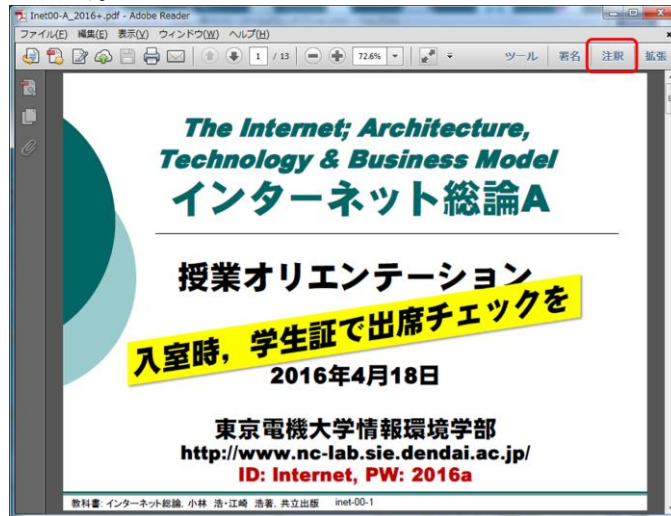 Inet00-A_2016+.pdf - Adobe Reader
ファイル(F) 編集(E) 表示(V) ウィンドウ(W) ヘルプ(H)
1 / 13 72.6% ツール 署名 注釈 拡張
The Internet; Architecture,
Technology & Business Model
インターネット総論A
授業オリエンテーション
入室時，学生証で出席チェックを
2016年4月18日
東京電機大学情報環境学部
http://www.nc-lab.sie.dendai.ac.jp/
ID: Internet, PW: 2016a
教科書: インターネット総論, 小林 浩・江崎 浩著, 共立出版 inet-00-1